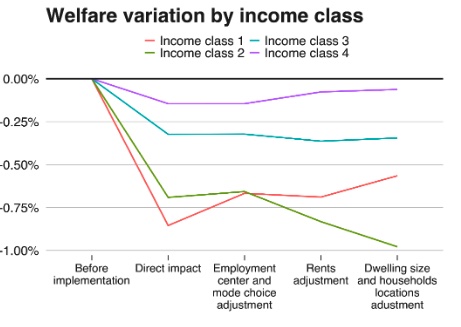 Welfare variation by income class
Income class 1
Income class 3
Income class 2
Income class 4
0.00%
-0.25%
-0.50%
-0.75%
-1.00%
Before
implementation
Direct impact
Employment
center and
mode choice
adjustment
Rents
adjustment
Dwelling size
and households
locations
adustment